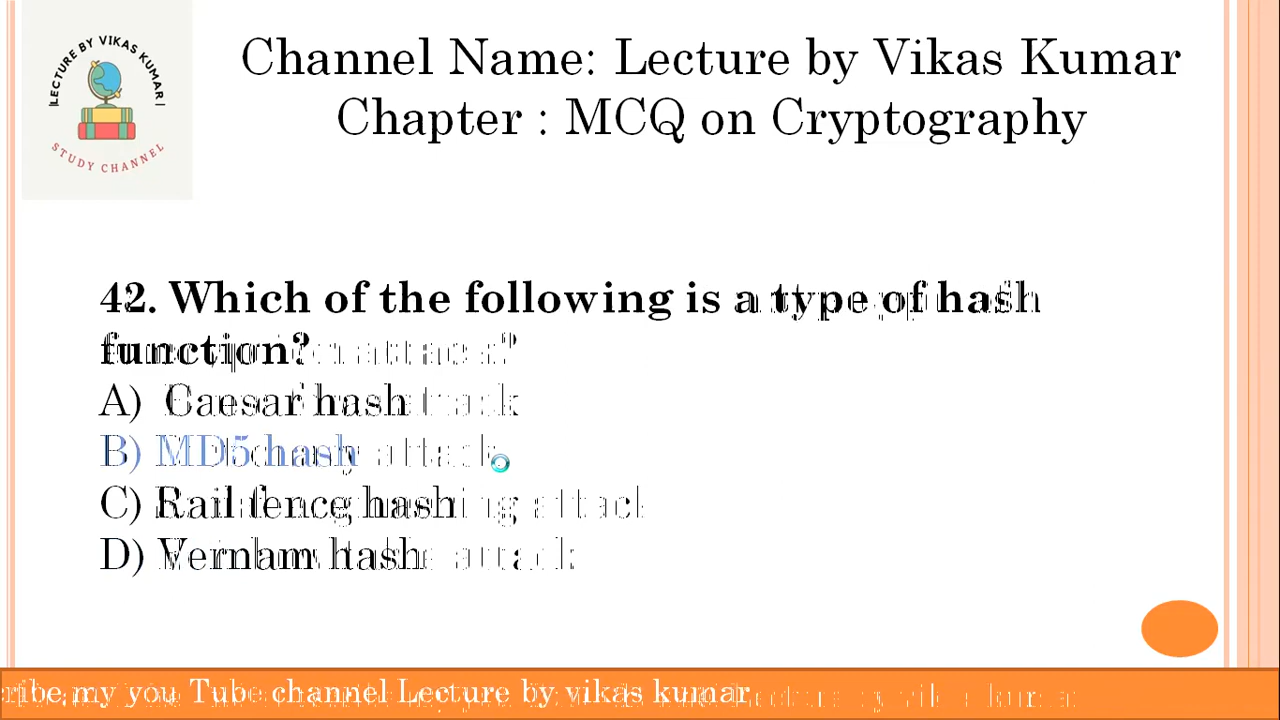 LECTURE BY VIKAS KUMAR
STUDY CHANNEL
Channel Name: Lecture by Vikas Kumar
Chapter : MCQ on Cryptography
42. Which of the following is a type of hash
function?
A) Caesar hash
B) MD5 hash
C) Rail fence hash
D) Vernam hash
my you Tube channel Lecture by vikas kumar